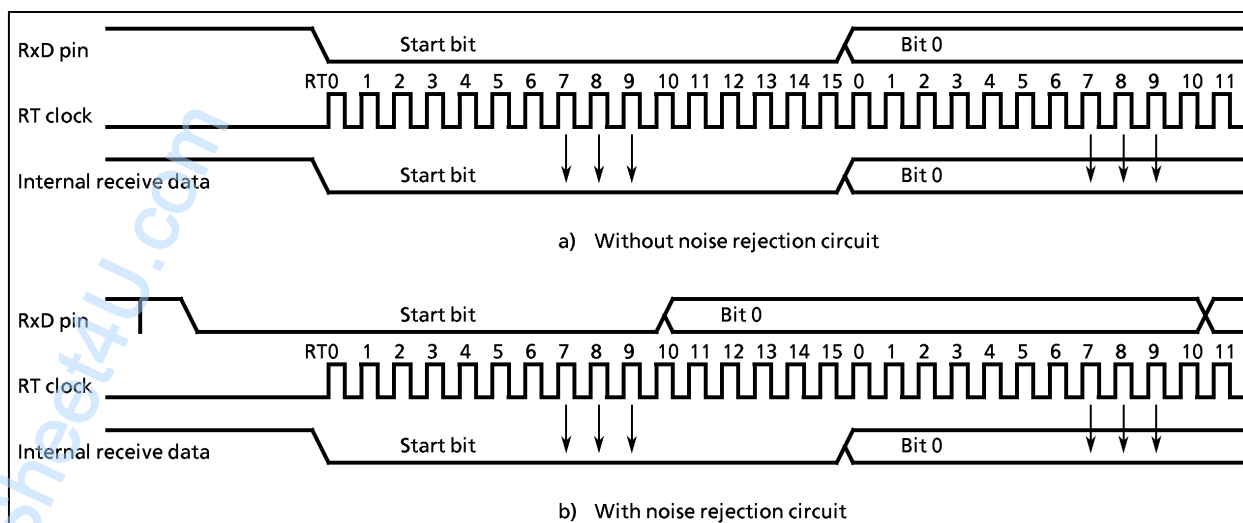 RxD pin Start bit Bit 0
RT0 1 2 3 4 5 6 7 8 9 10 11 12 13 14 15 0 1 2 3 4 5 6 7 8 9 10 11
RT clock
Internal receive data Start bit Bit 0
a) Without noise rejection circuit
RxD pin Start bit Bit 0
RT0 1 2 3 4 5 6 7 8 9 10 11 12 13 14 15 0 1 2 3 4 5 6 7 8 9 10 11
RT clock
Internal receive data Start bit Bit 0
b) With noise rejection circuit
Sheet4U.com